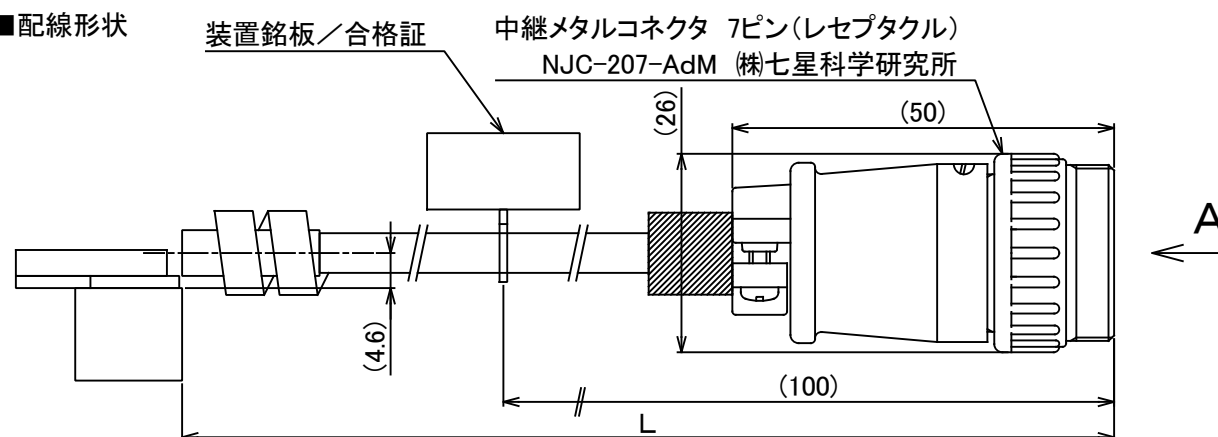 ■配線形状
装置銘板／合格証
中継メタルコネクタ 7ピン(レセプタクル)
NJC-207-AdM ㈱七星科学研究所
(26)
(50)
A
(4.6)
(100)
L